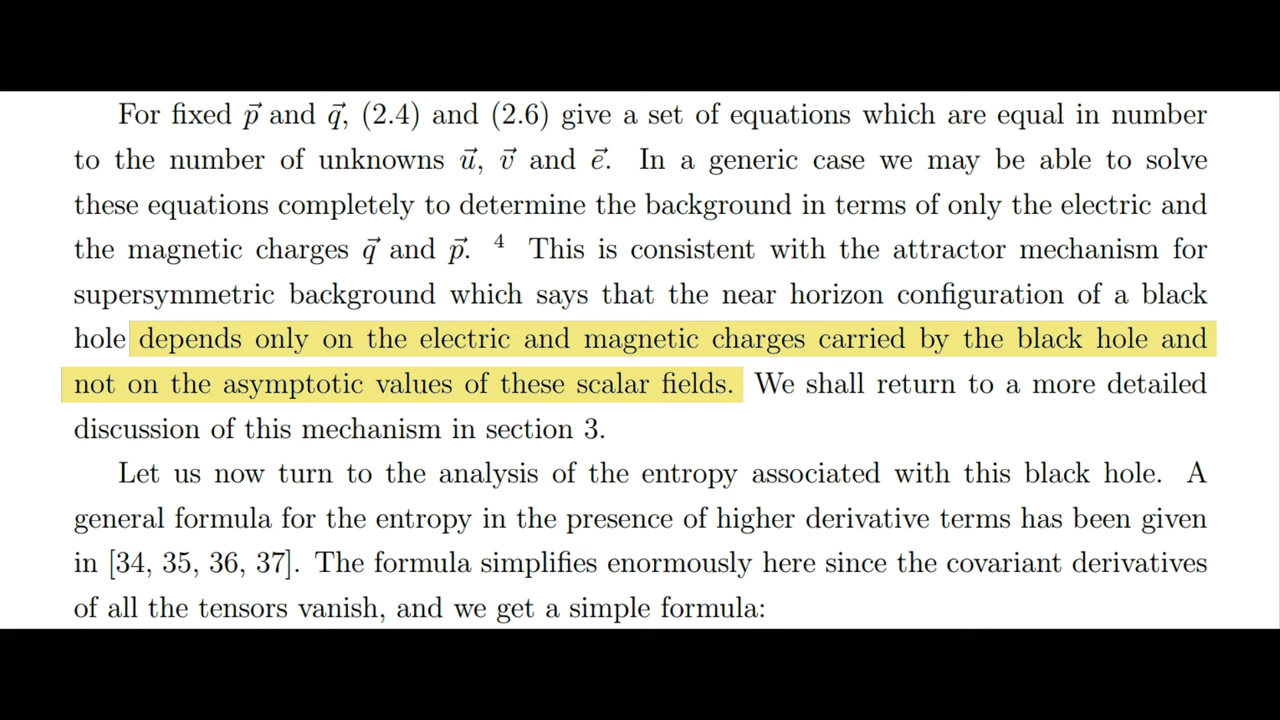 For fixed p⃗ and q⃗, (2.4) and (2.6) give a set of equations which are equal in number
to the number of unknowns u⃗, v⃗ and e⃗. In a generic case we may be able to solve
these equations completely to determine the background in terms of only the electric and
the magnetic charges q⃗ and p⃗. ⁴ This is consistent with the attractor mechanism for
supersymmetric background which says that the near horizon configuration of a black
hole depends only on the electric and magnetic charges carried by the black hole and
not on the asymptotic values of these scalar fields. We shall return to a more detailed
discussion of this mechanism in section 3.
Let us now turn to the analysis of the entropy associated with this black hole. A
general formula for the entropy in the presence of higher derivative terms has been given
in [34, 35, 36, 37]. The formula simplifies enormously here since the covariant derivatives
of all the tensors vanish, and we get a simple formula: